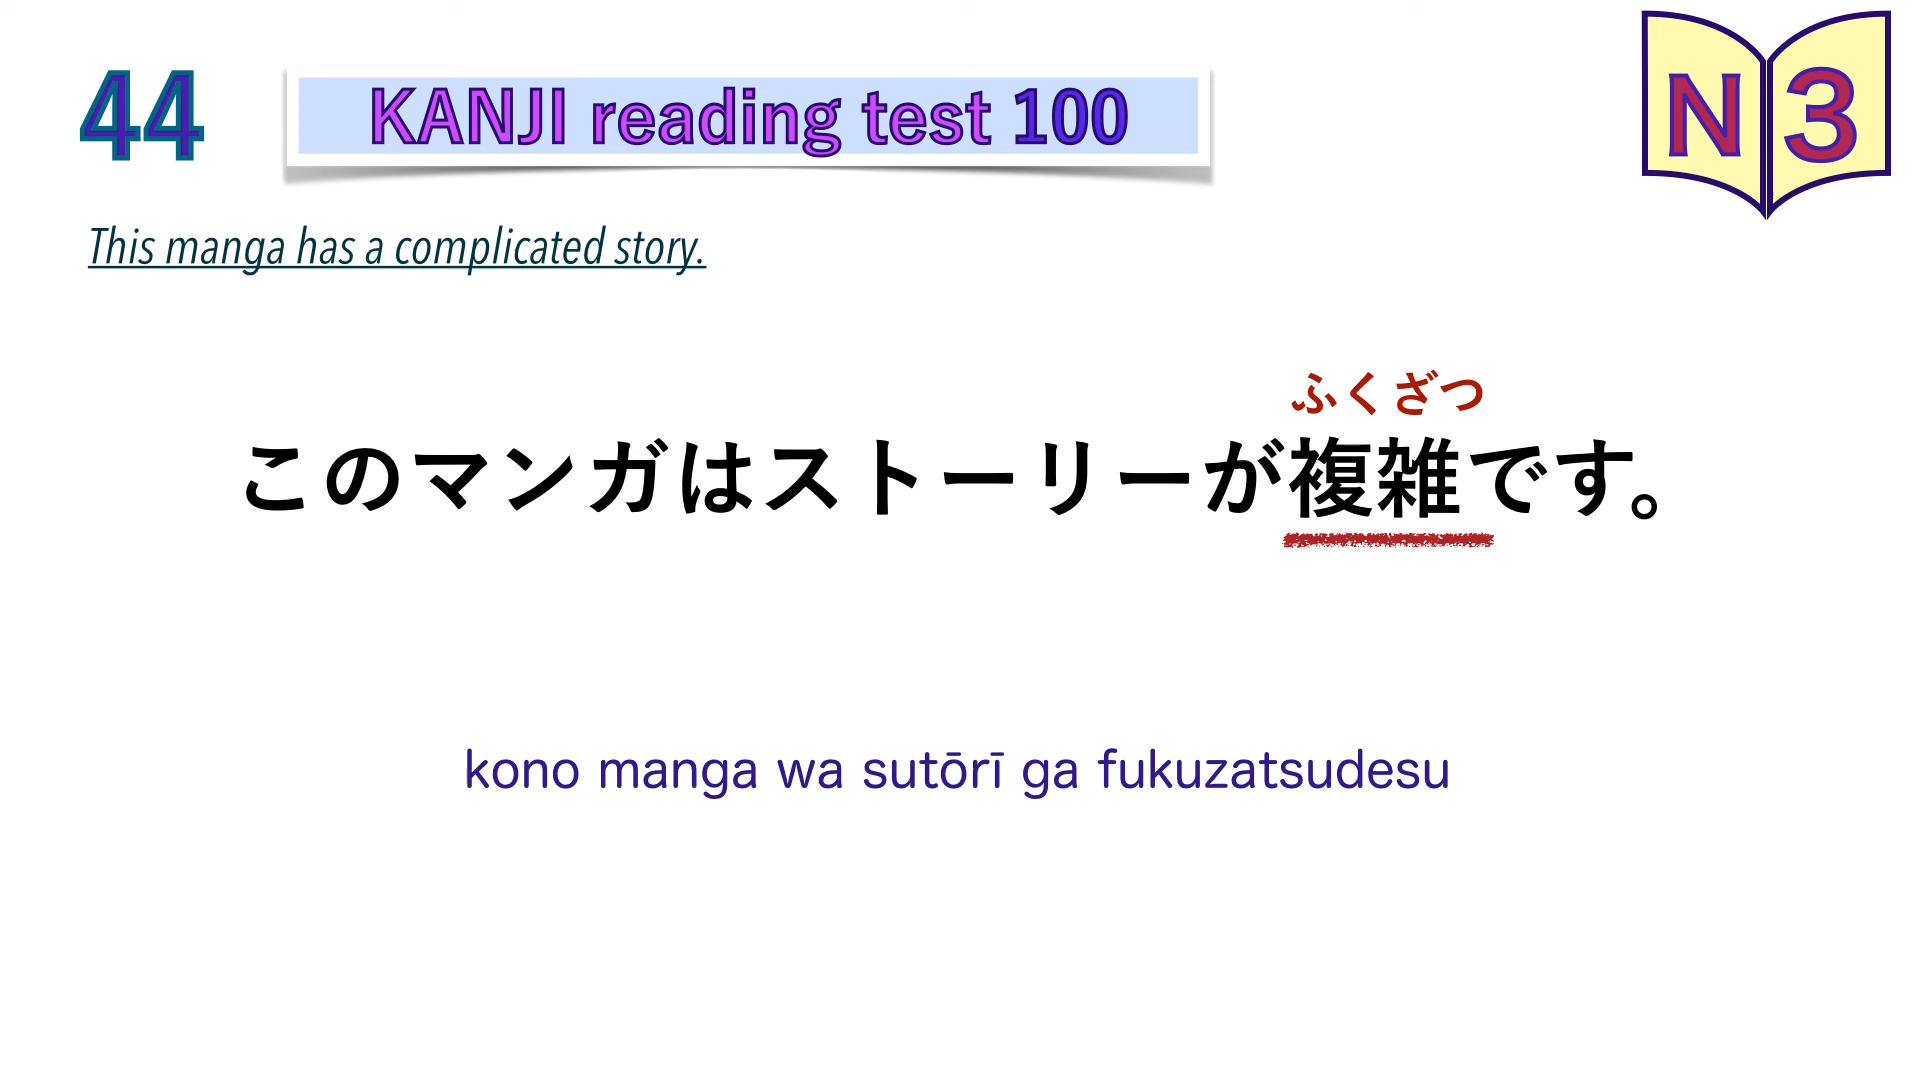 44
KANJI reading test 100
N3
This manga has a complicated story.
ふくざつ
このマンガはストーリーが複雑です。
kono manga wa sutōrī ga fukuzatsudesu